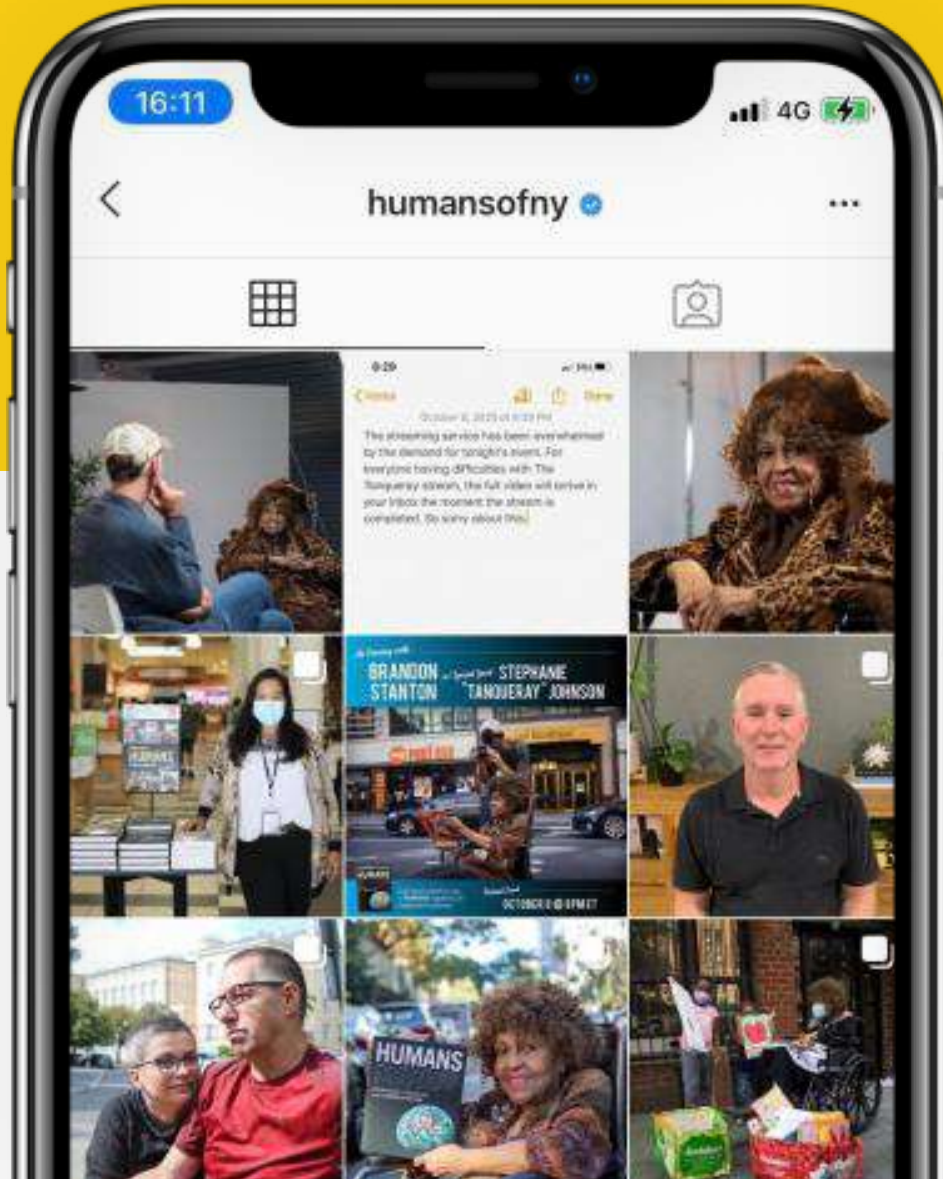 16:11
4G
humansofny
Done
The streaming service has been overwhelmed
by the demand for tonight's event. For
everyone having difficulties with The
Tanqueray stream, the full video will arrive in
your inbox the moment the stream is
completed. So sorry about this.
BRANDON
STANTON
STEPHANIE
"TANQUERAY" JOHNSON
HUMANS
HUMANS
HUMANS